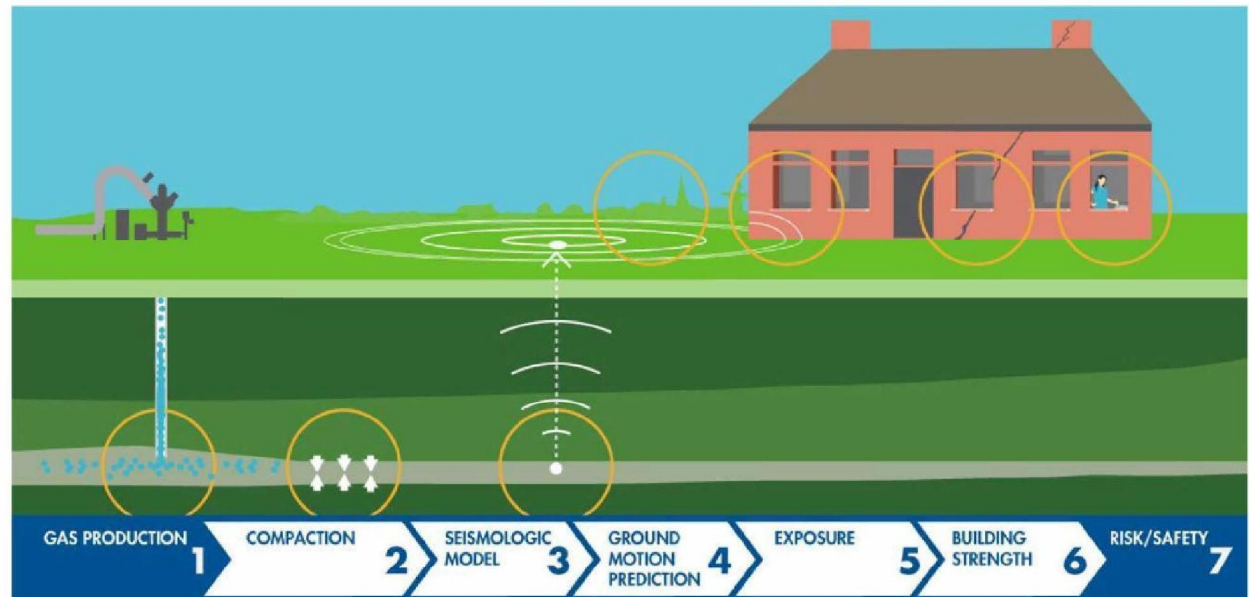 GAS PRODUCTION
1
COMPACTION
2
SEISMOLOGIC
MODEL
3
GROUND
MOTION
PREDICTION
4
EXPOSURE
5
BUILDING
STRENGTH
6
RISK/SAFETY
7